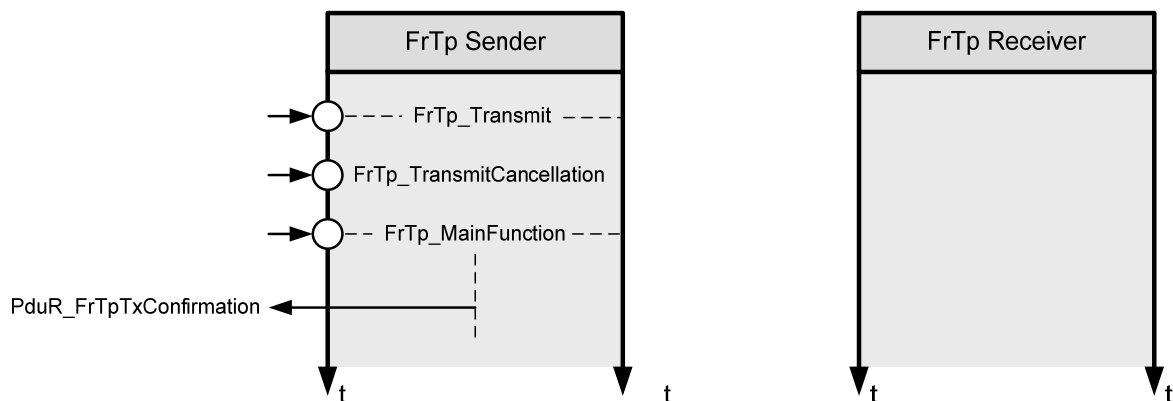 FrTp Sender
FrTp Receiver
FrTp_Transmit
FrTp_TransmitCancellation
FrTp_MainFunction
PduR_FrTpTxConfirmation
t
t
t
t